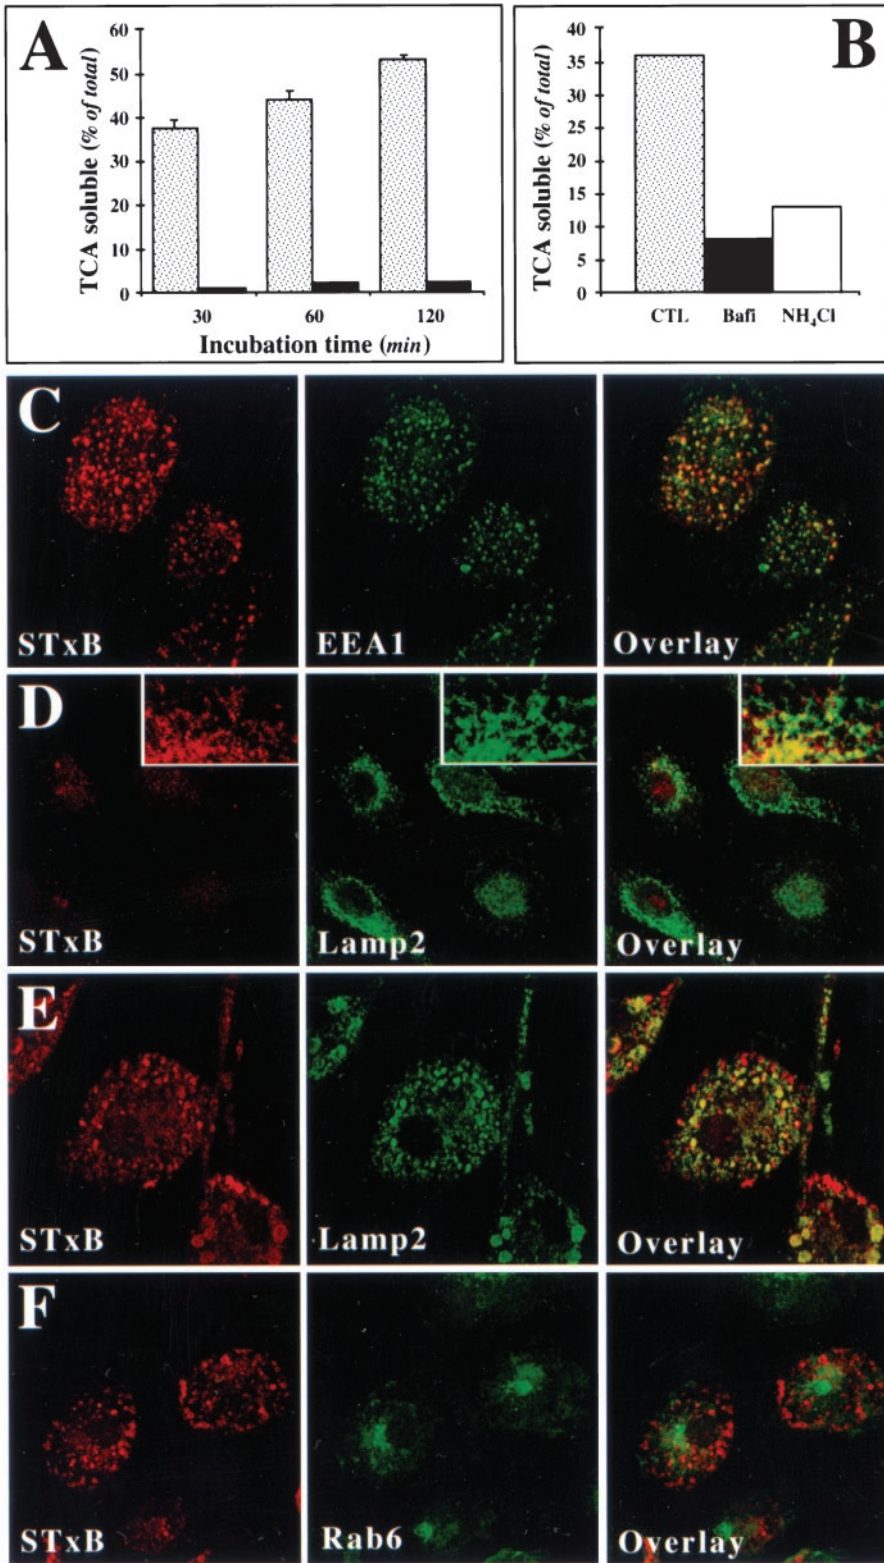 A
TCA soluble (% of total)
60
50
40
30
20
10
0
30 60 120
Incubation time (min)
B
TCA soluble (% of total)
40
35
30
25
20
15
10
5
0
CTL Bafi NH₄Cl
C
STxB EEA1 Overlay
D
STxB Lamp2 Overlay
E
STxB Lamp2 Overlay
F
STxB Rab6 Overlay